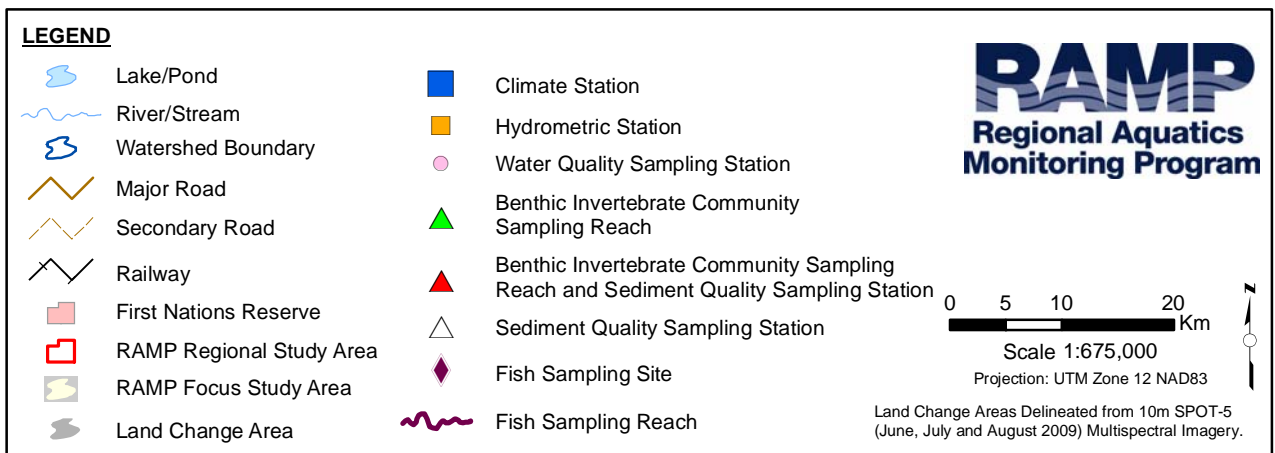 LEGEND
Lake/Pond
River/Stream
Watershed Boundary
Major Road
Secondary Road
Railway
First Nations Reserve
RAMP Regional Study Area
RAMP Focus Study Area
Land Change Area
Climate Station
Hydrometric Station
Water Quality Sampling Station
Benthic Invertebrate Community
Sampling Reach
Benthic Invertebrate Community Sampling
Reach and Sediment Quality Sampling Station
Sediment Quality Sampling Station
Fish Sampling Site
Fish Sampling Reach
RAMP
Regional Aquatics
Monitoring Program
N
0 5 10 20
Km
Scale 1:675,000
Projection: UTM Zone 12 NAD83
Land Change Areas Delineated from 10m SPOT-5
(June, July and August 2009) Multispectral Imagery.